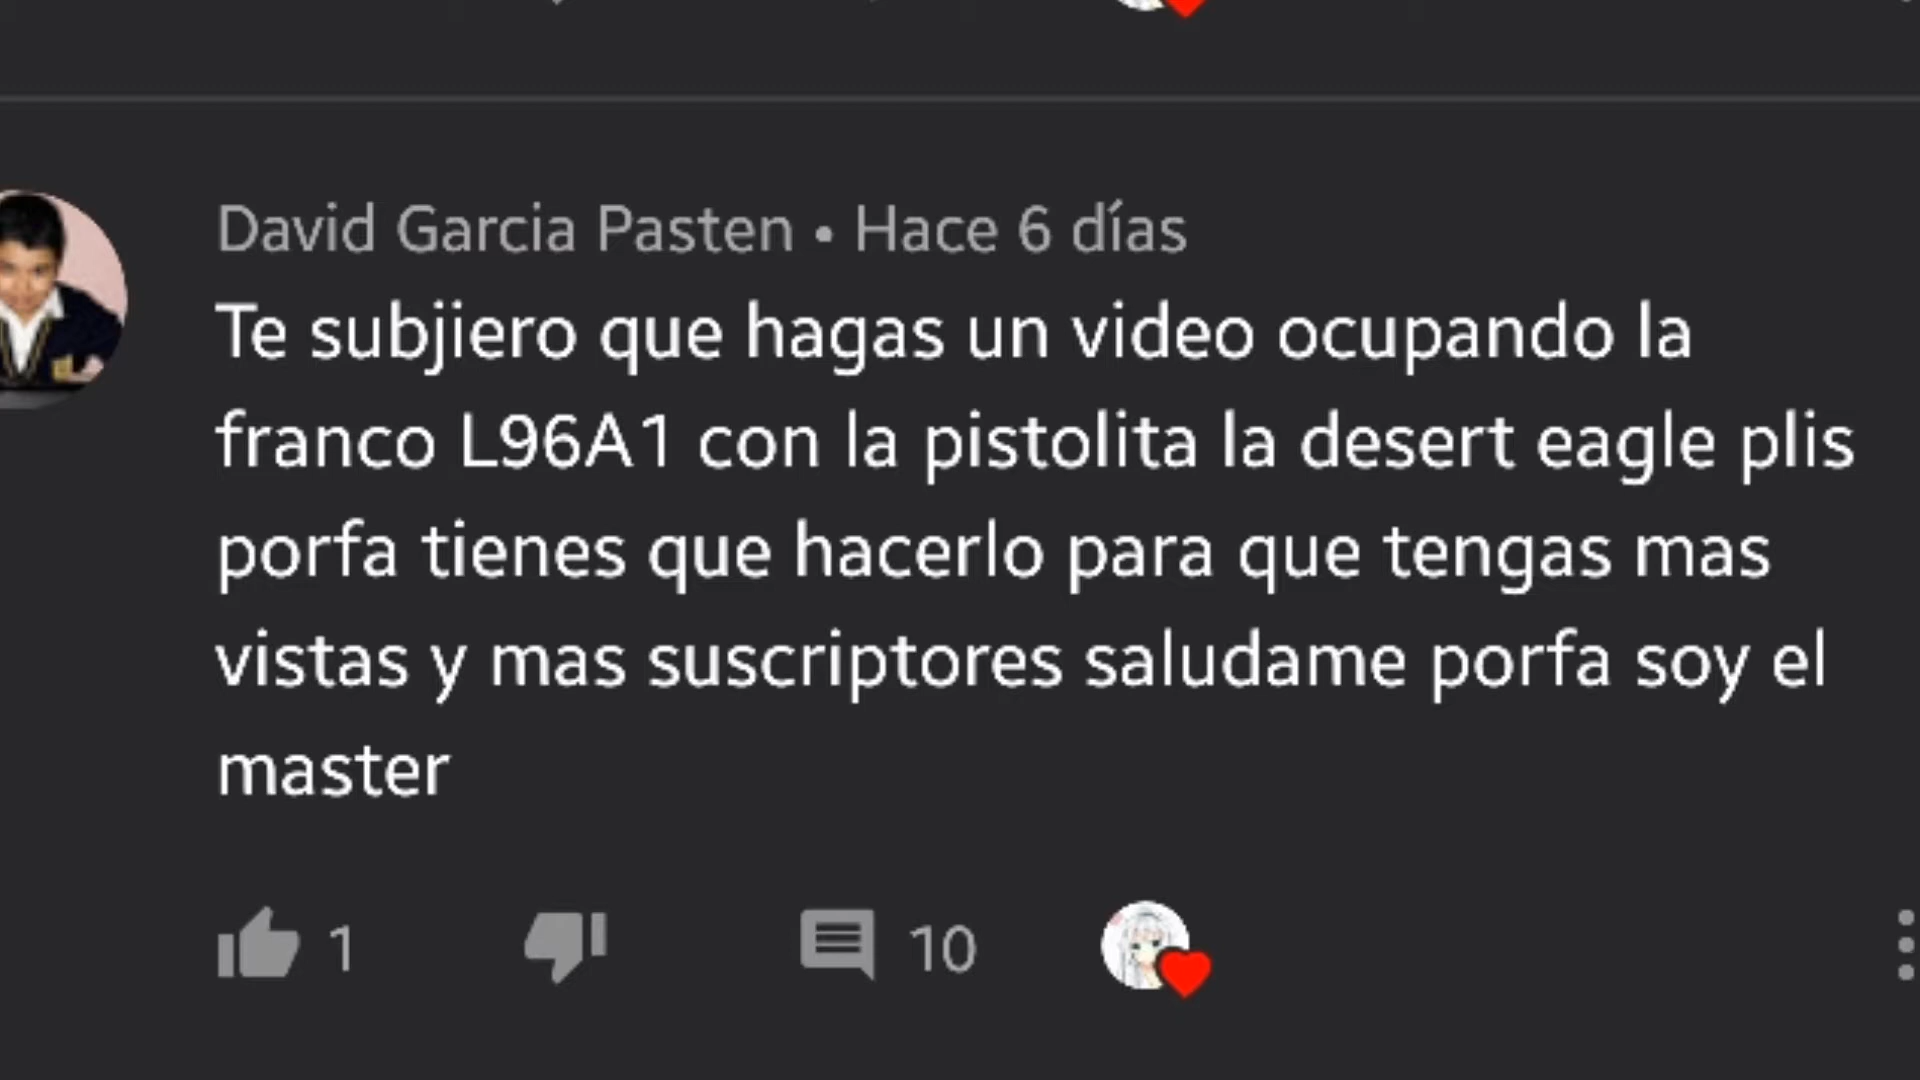 David Garcia Pasten • Hace 6 días
Te subjiero que hagas un video ocupando la
franco L96A1 con la pistolita la desert eagle plis
porfa tienes que hacerlo para que tengas mas
vistas y mas suscriptores saludame porfa soy el
master
1 10